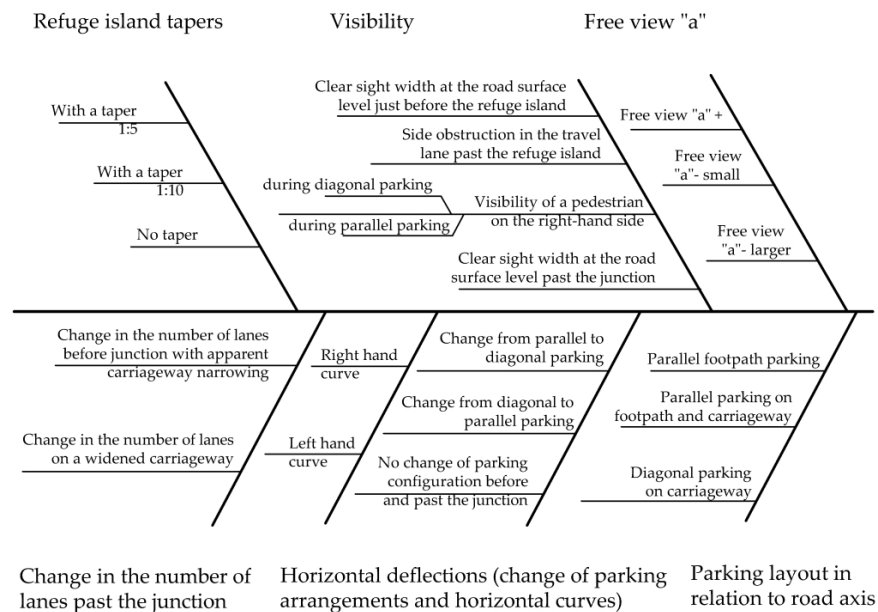 Refuge island tapers
Visibility
Free view "a"
With a taper
1:5
With a taper
1:10
No taper
Clear sight width at the road surface
level just before the refuge island
Side obstruction in the travel
lane past the refuge island
during diagonal parking
during parallel parking
Visibility of a pedestrian
on the right-hand side
Clear sight width at the road
surface level past the junction
Free view "a" +
Free view
"a"- small
Free view
"a"- larger
Change in the number of lanes
before junction with apparent
carriageway narrowing
Change in the number of lanes
on a widened carriageway
Right hand
curve
Left hand
curve
Change from parallel to
diagonal parking
Change from diagonal to
parallel parking
No change of parking
configuration before
and past the junction
Parallel footpath parking
Parallel parking on
footpath and carriageway
Diagonal parking
on carriageway
Change in the number of
lanes past the junction
Horizontal deflections (change of parking
arrangements and horizontal curves)
Parking layout in
relation to road axis